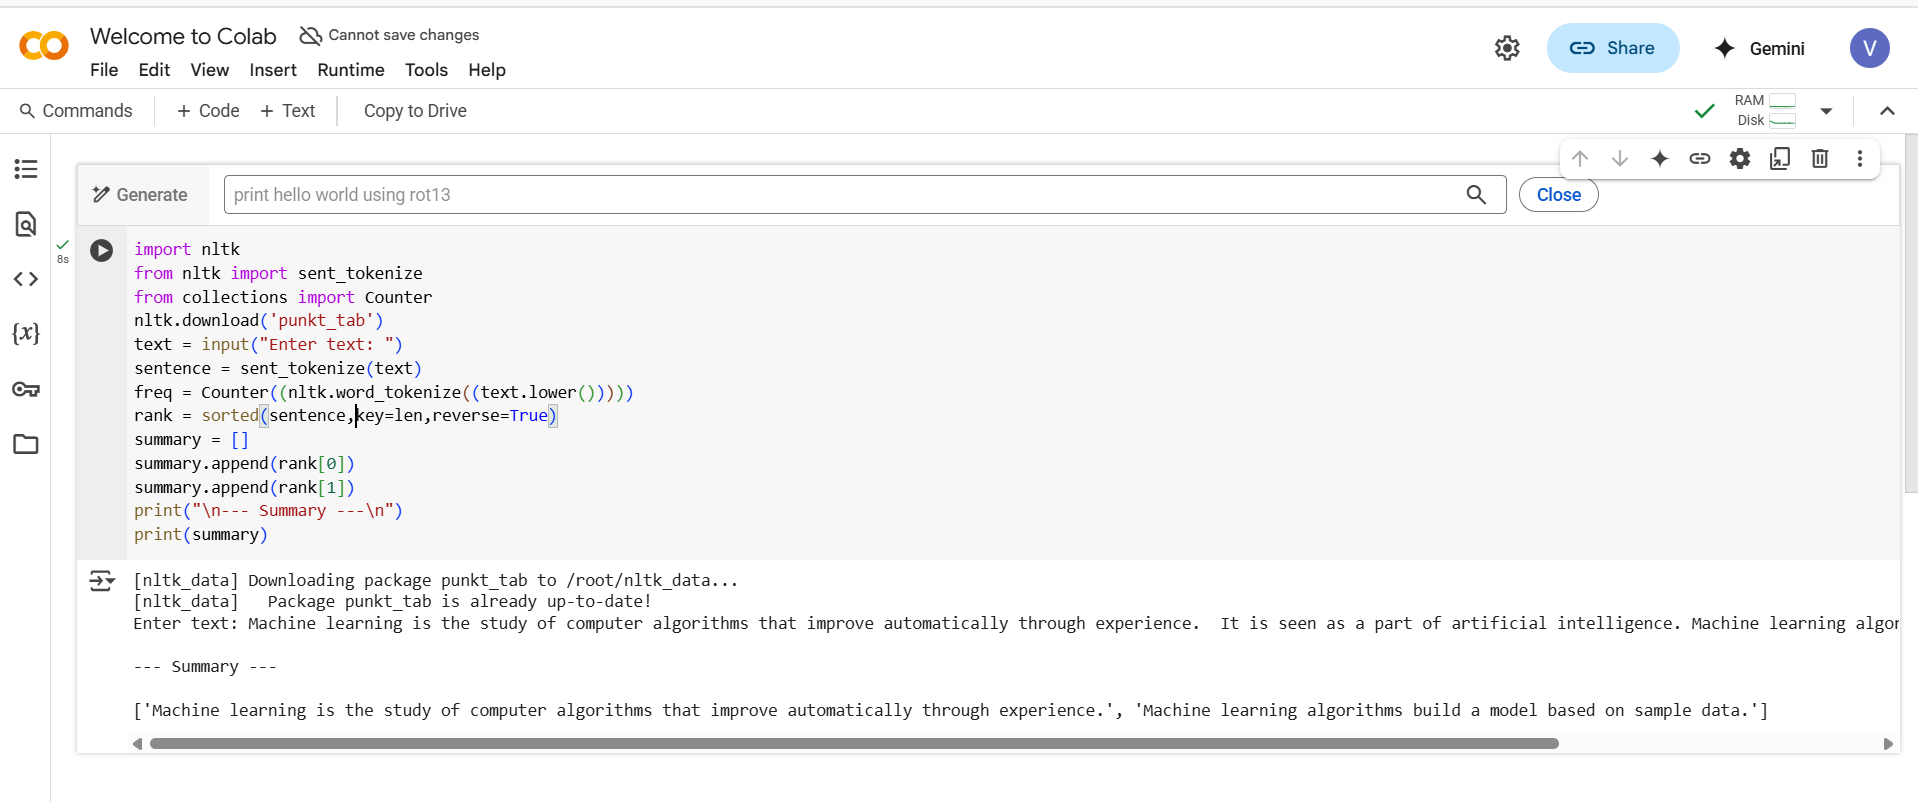 Welcome to Colab
Cannot save changes
File Edit View Insert Runtime Tools Help
Share
Gemini
V
Commands + Code + Text Copy to Drive
RAM
Disk
Generate
print hello world using rot13
Close
8s
import nltk
from nltk import sent_tokenize
from collections import Counter
nltk.download('punkt_tab')
text = input("Enter text: ")
sentence = sent_tokenize(text)
freq = Counter((nltk.word_tokenize((text.lower()))))
rank = sorted(sentence,key=len,reverse=True)
summary = []
summary.append(rank[0])
summary.append(rank[1])
print("\n--- Summary ---\n")
print(summary)
[nltk_data] Downloading package punkt_tab to /root/nltk_data...
[nltk_data]   Package punkt_tab is already up-to-date!
Enter text: Machine learning is the study of computer algorithms that improve automatically through experience.  It is seen as a part of artificial intelligence. Machine learning algor
--- Summary ---
['Machine learning is the study of computer algorithms that improve automatically through experience.', 'Machine learning algorithms build a model based on sample data.']